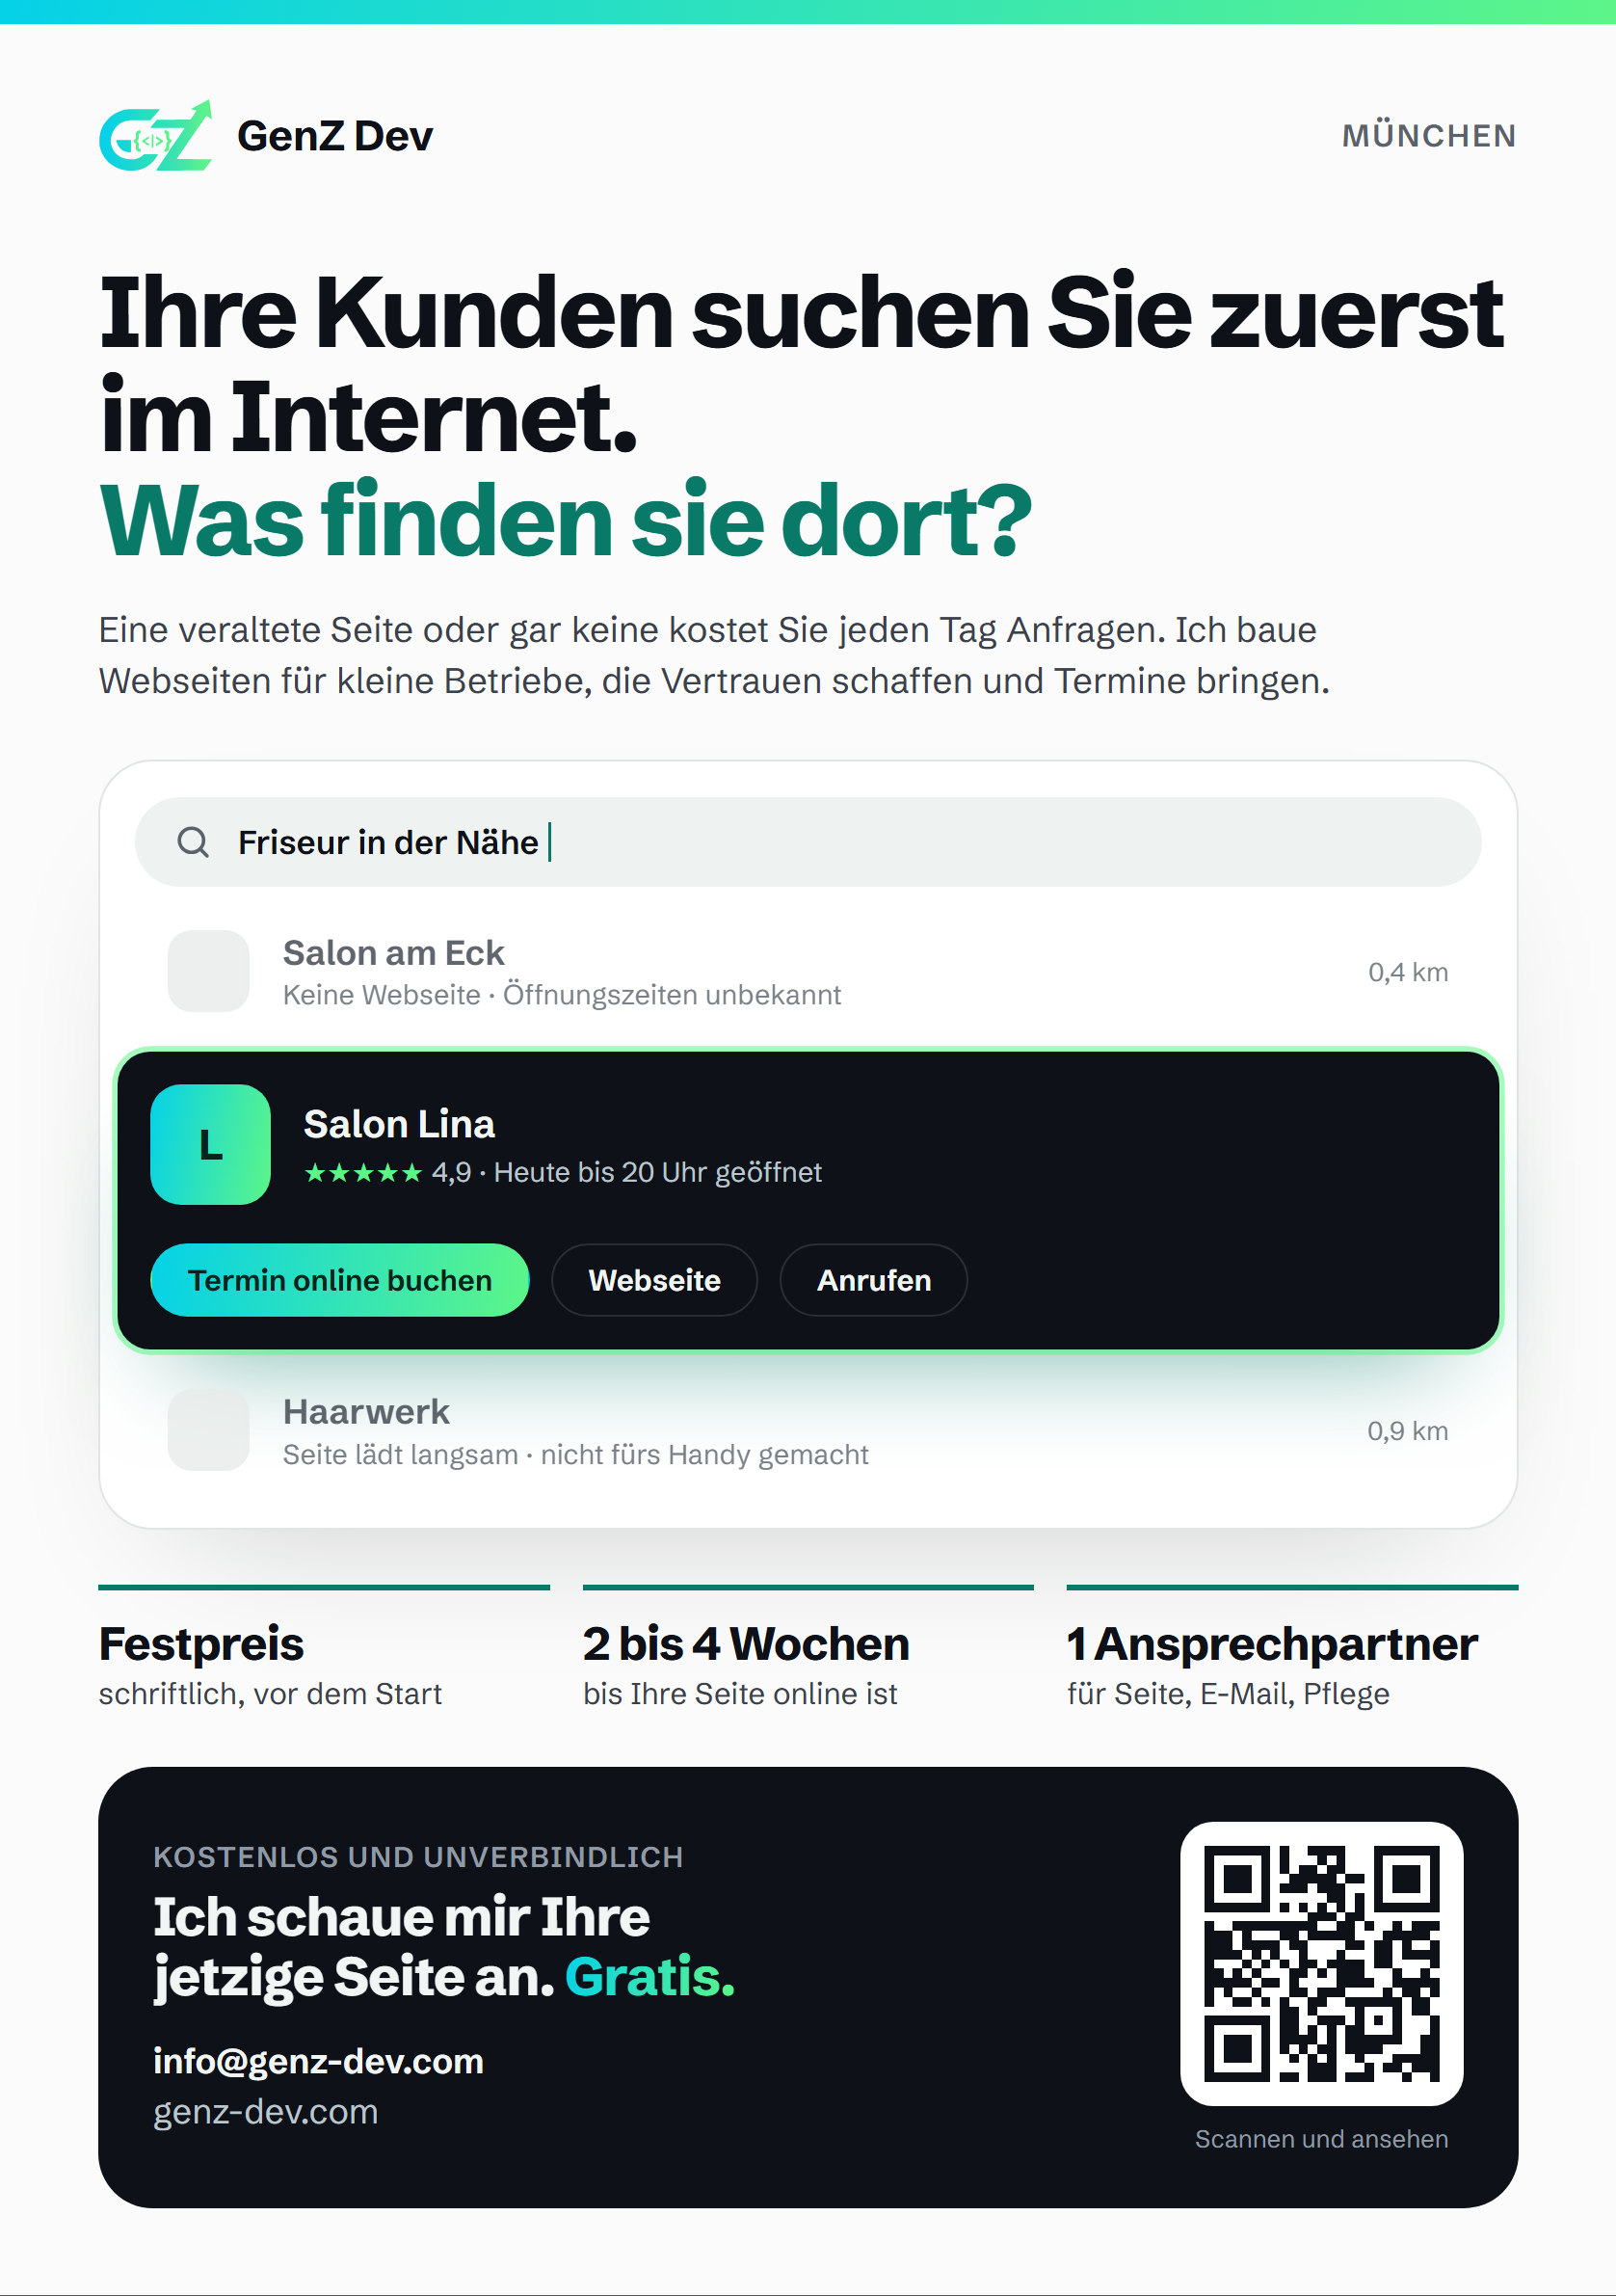 GenZ Dev
MÜNCHEN
Ihre Kunden suchen Sie zuerst
im Internet.
Was finden sie dort?
Eine veraltete Seite oder gar keine kostet Sie jeden Tag Anfragen. Ich baue
Webseiten für kleine Betriebe, die Vertrauen schaffen und Termine bringen.
Friseur in der Nähe
Salon am Eck
Keine Webseite · Öffnungszeiten unbekannt
0,4 km
L
Salon Lina
★★★★★ 4,9 · Heute bis 20 Uhr geöffnet
Termin online buchen
Webseite
Anrufen
Haarwerk
Seite lädt langsam · nicht fürs Handy gemacht
0,9 km
Festpreis
schriftlich, vor dem Start
2 bis 4 Wochen
bis Ihre Seite online ist
1 Ansprechpartner
für Seite, E-Mail, Pflege
KOSTENLOS UND UNVERBINDLICH
Ich schaue mir Ihre
jetzige Seite an. Gratis.
info@genz-dev.com
genz-dev.com
Scannen und ansehen